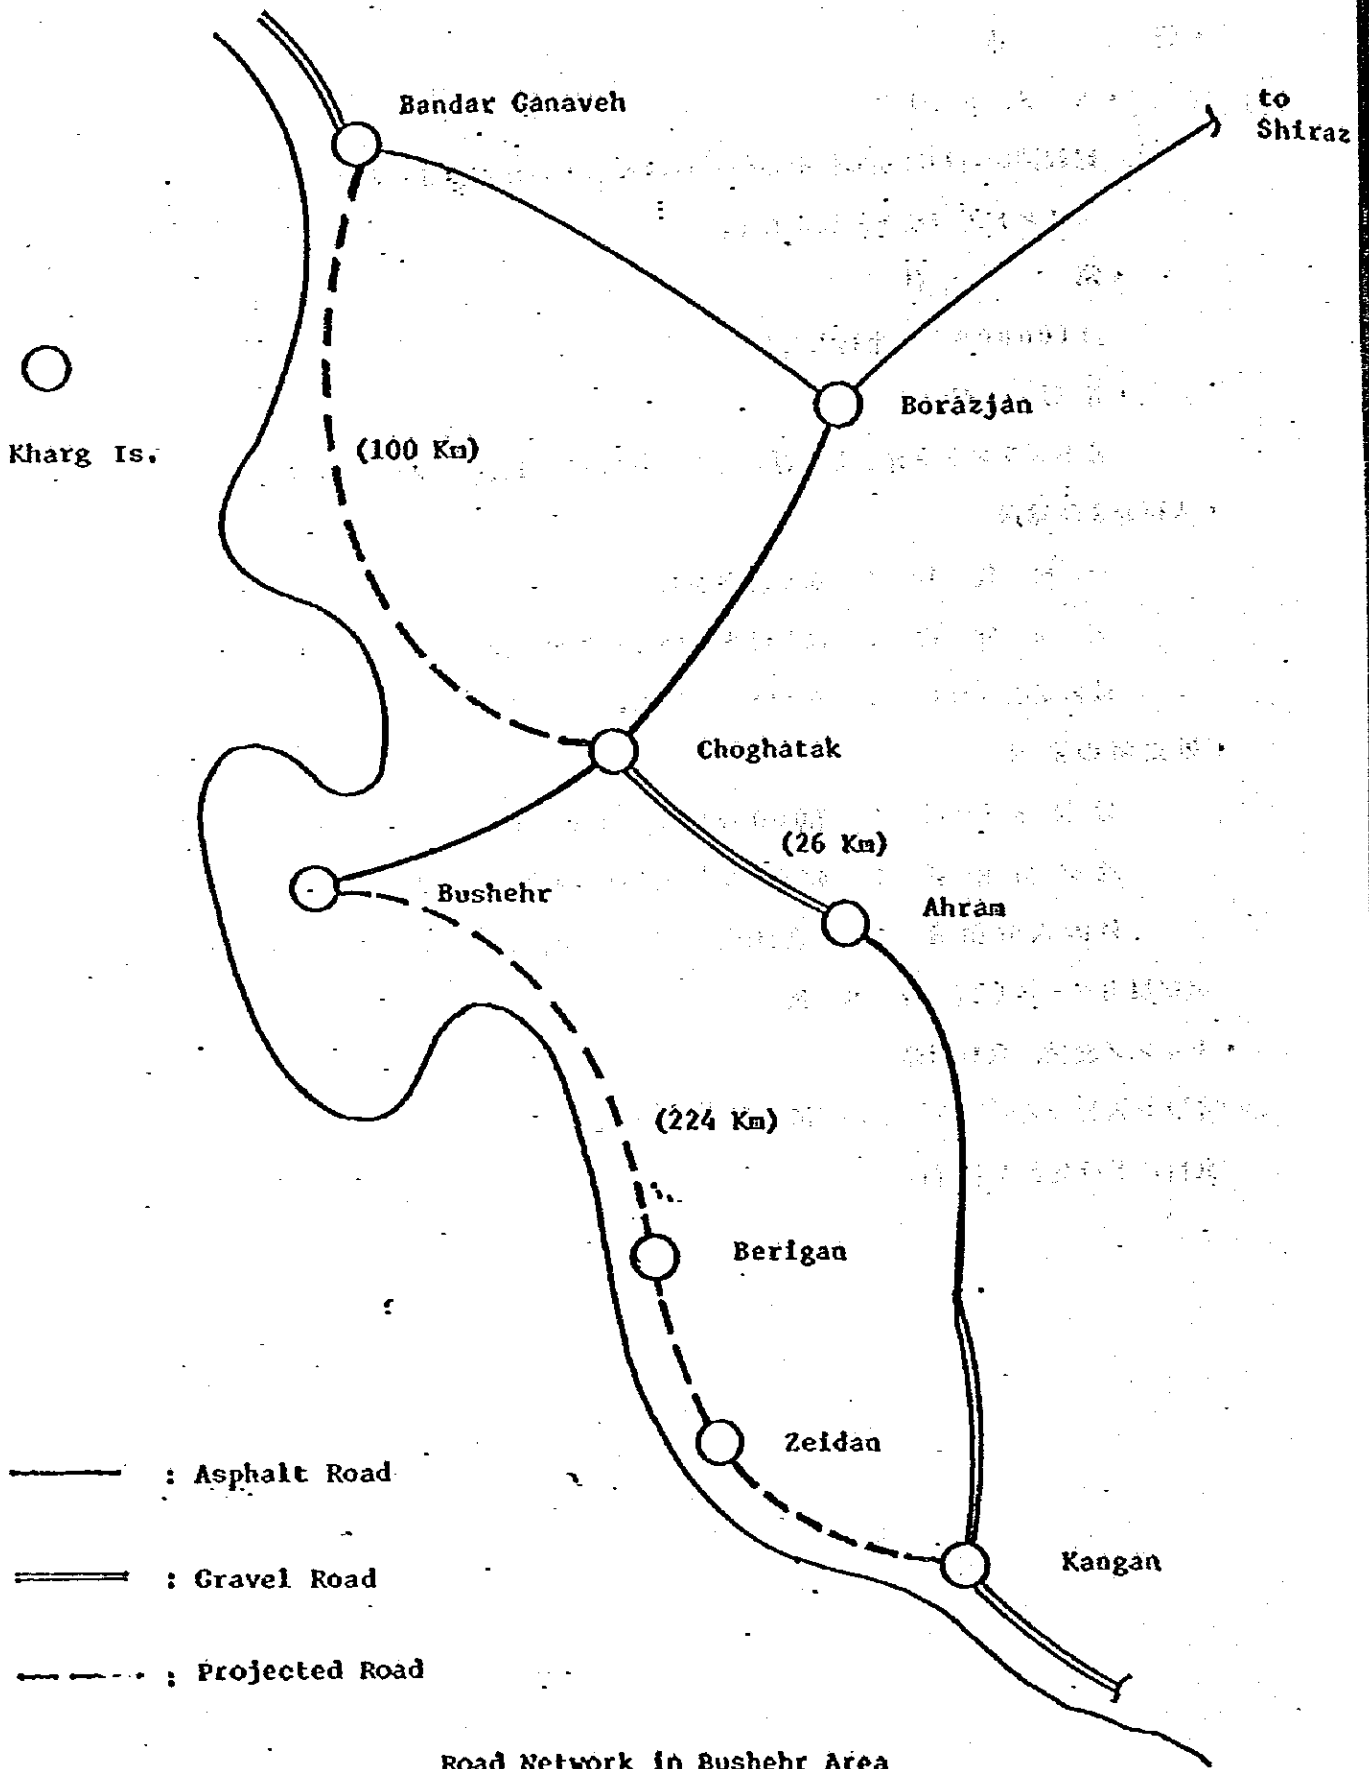 Bandar Ganaveh
to
Shiraz
Borazjan
Kharg Is.
(100 Km)
Choghatak
(26 Km)
Bushehr
Ahram
(224 Km)
Berigan
Zeidan
: Asphalt Road
Kangan
: Gravel Road
: Projected Road
Road Network in Bushehr Area